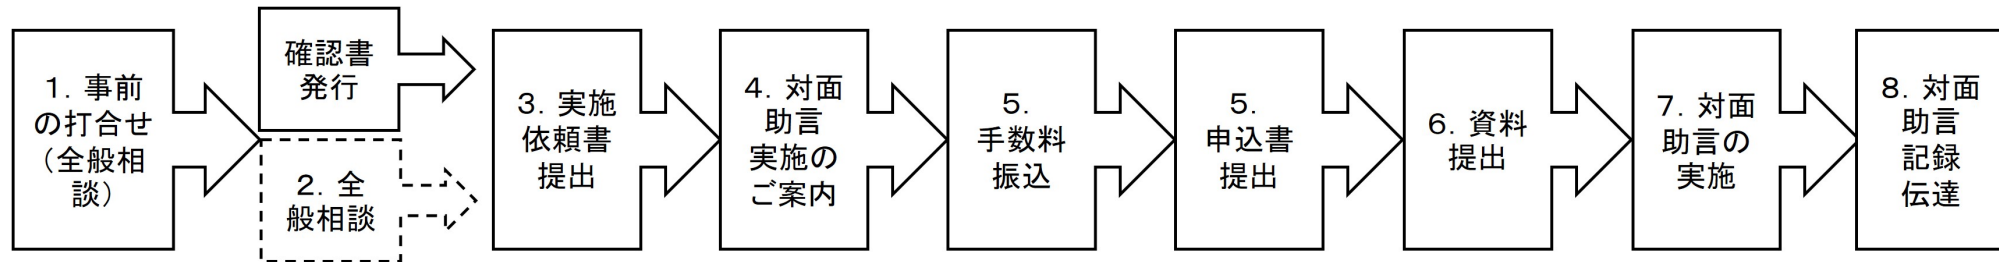 1. 事前
の打合せ
（全般相
談）
確認書
発行
2. 全
般相談
3. 実施
依頼書
提出
4. 対面
助言
実施の
ご案内
5.
手数料
振込
5.
申込書
提出
6. 資料
提出
7. 対面
助言の
実施
8. 対面
助言
記録
伝達